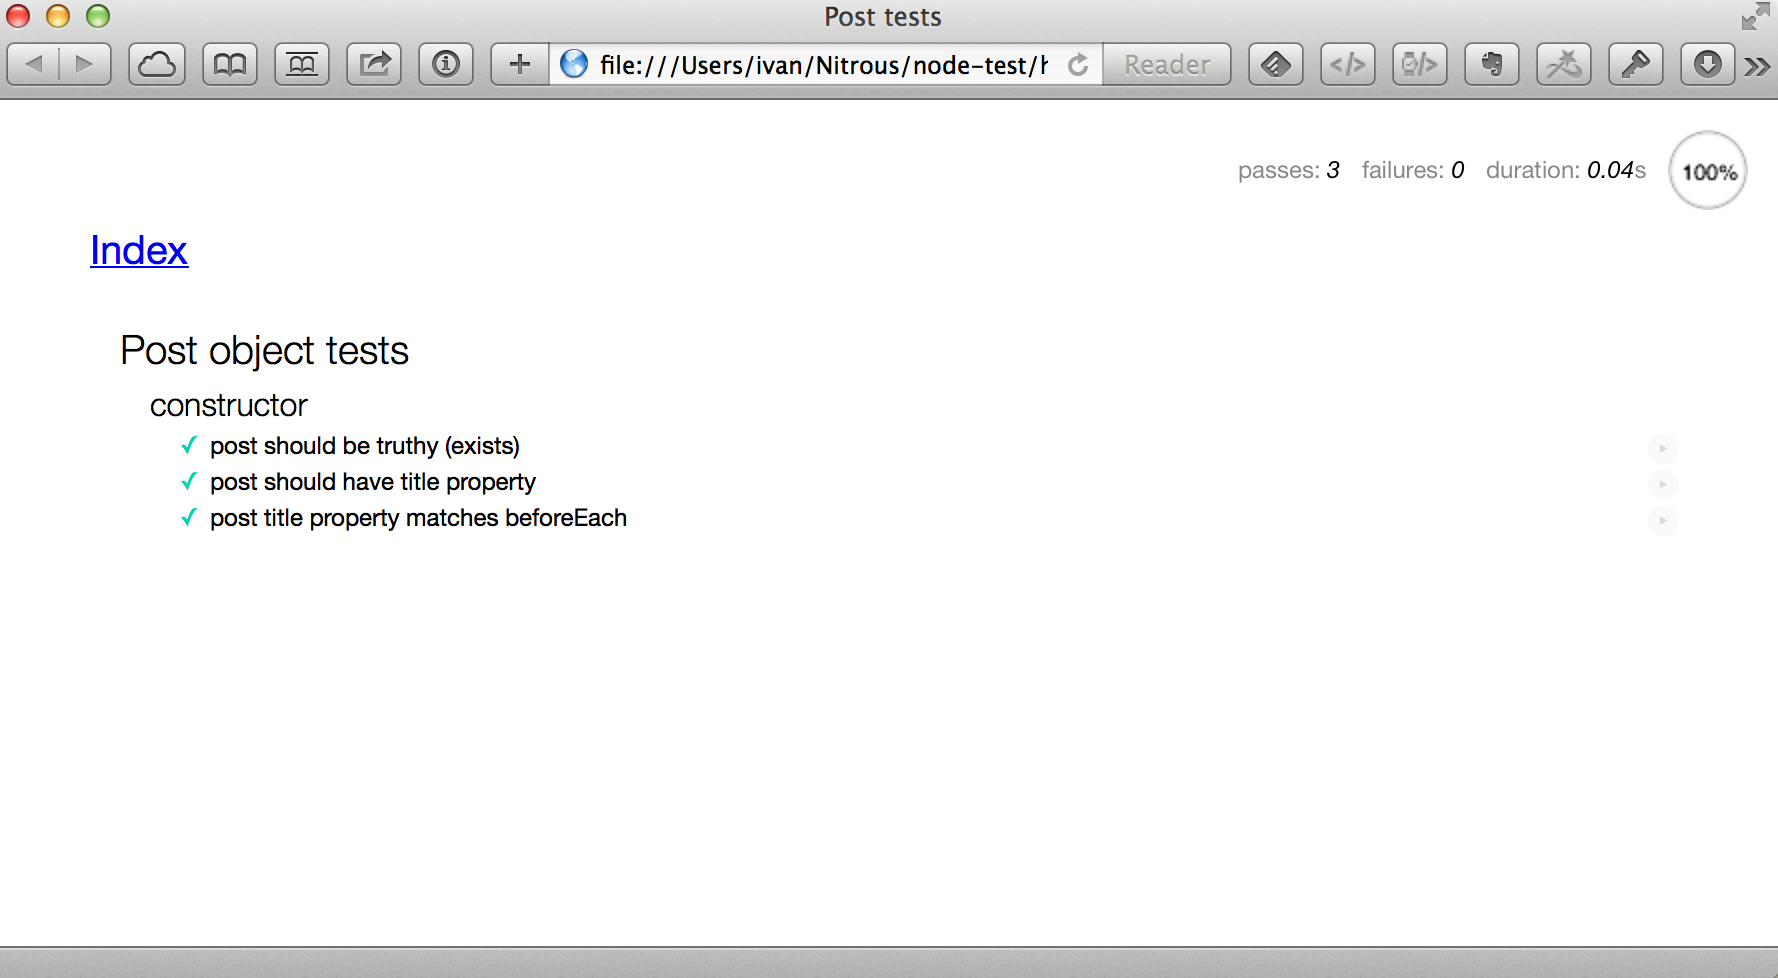 Post tests
file:///Users/ivan/Nitrous/node-test/h
Reader
passes: 3 failures: 0 duration: 0.04s 100%
Index
Post object tests
constructor
✓ post should be truthy (exists)
✓ post should have title property
✓ post title property matches beforeEach